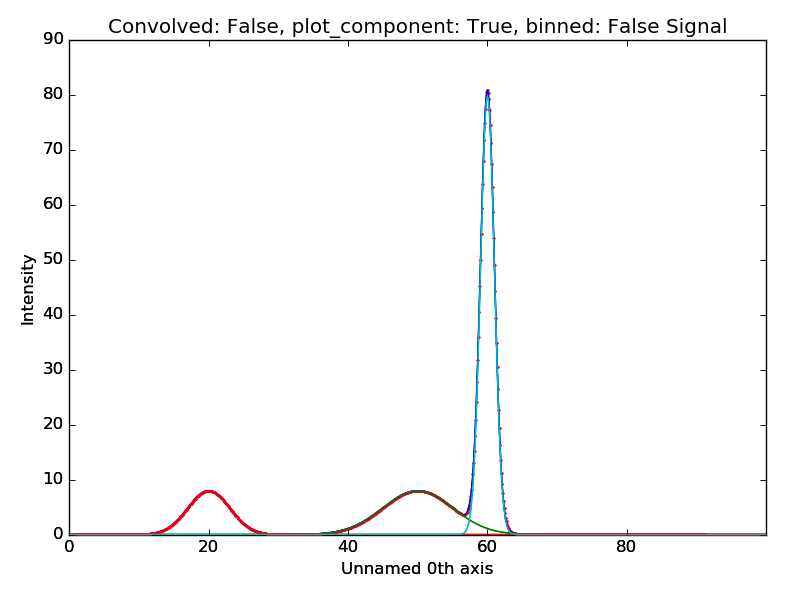 Convolved: False, plot_component: True, binned: False Signal
90
80
70
60
50
40
30
20
10
0
Intensity
0 20 40 60 80
Unnamed 0th axis